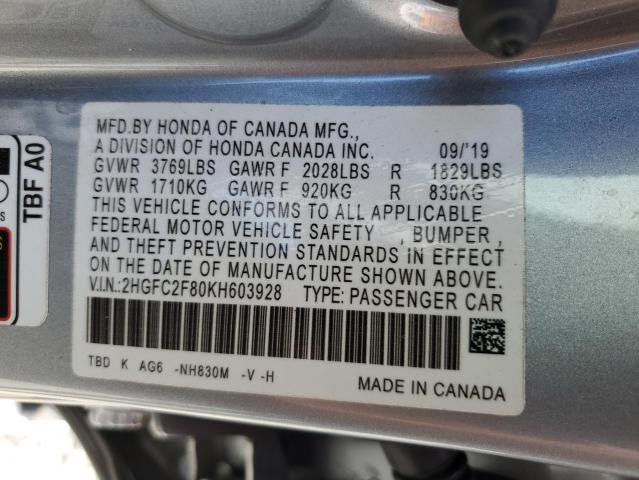 MFD.BY HONDA OF CANADA MFG.,
A DIVISION OF HONDA CANADA INC. 09/'19
GVWR 3769LBS GAWR F 2028LBS R 1829LBS
GVWR 1710KG GAWR F 920KG R 830KG
THIS VEHICLE CONFORMS TO ALL APPLICABLE
FEDERAL MOTOR VEHICLE SAFETY , BUMPER ,
AND THEFT PREVENTION STANDARDS IN EFFECT
ON THE DATE OF MANUFACTURE SHOWN ABOVE.
V.I.N.:2HGFC2F80KH603928 TYPE: PASSENGER CAR
TBD K AG6 -NH830M -V -H
MADE IN CANADA
TBF A0